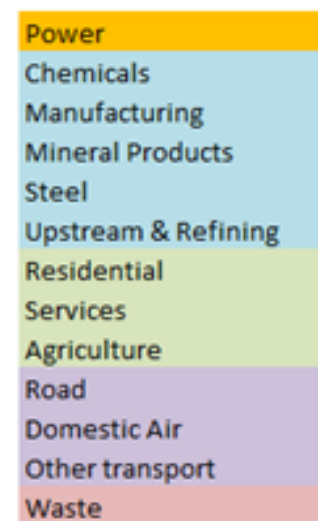 Power
Chemicals
Manufacturing
Mineral Products
Steel
Upstream & Refining
Residential
Services
Agriculture
Road
Domestic Air
Other transport
Waste